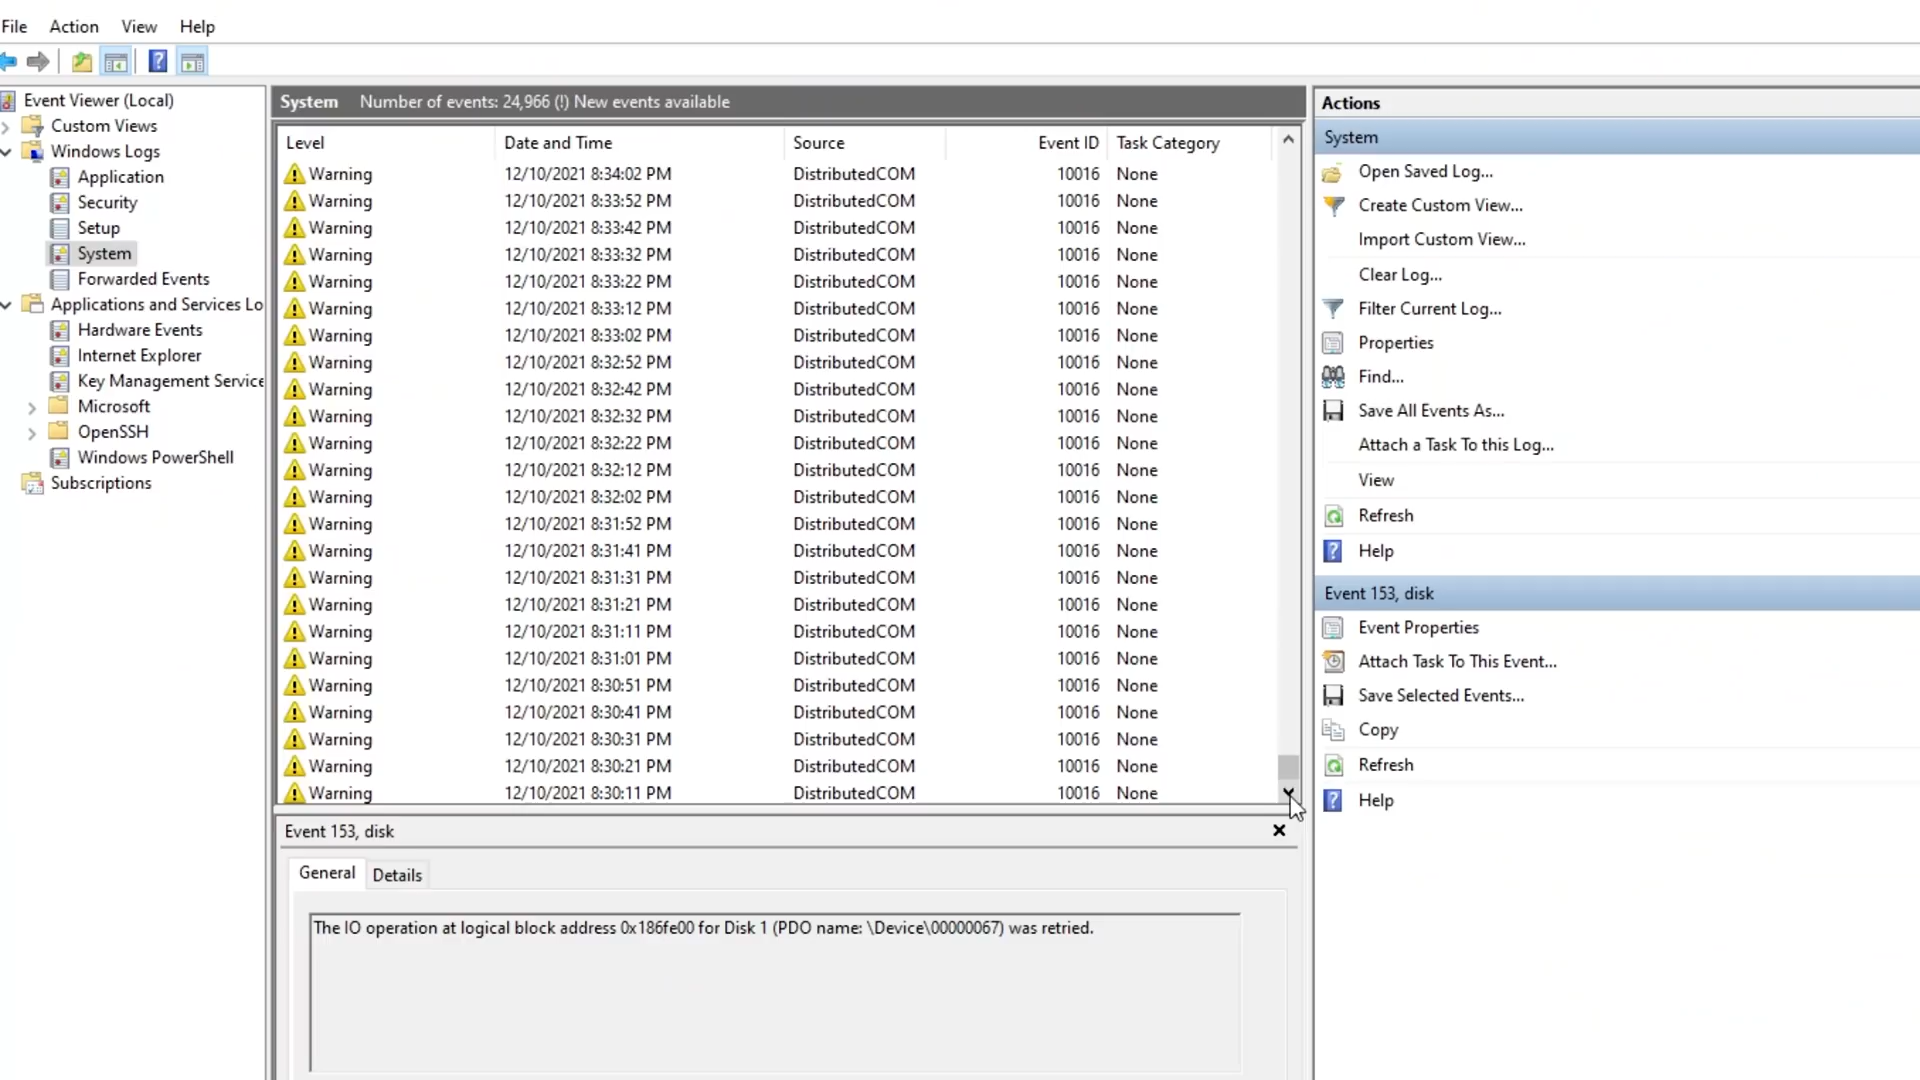 File Action View Help
Event Viewer (Local)
Custom Views
Windows Logs
Application
Security
Setup
System
Forwarded Events
Applications and Services Lo
Hardware Events
Internet Explorer
Key Management Service
Microsoft
OpenSSH
Windows PowerShell
Subscriptions
System Number of events: 24,966 (!) New events available
Level Date and Time Source Event ID Task Category
Warning 12/10/2021 8:34:02 PM DistributedCOM 10016 None
Warning 12/10/2021 8:33:52 PM DistributedCOM 10016 None
Warning 12/10/2021 8:33:42 PM DistributedCOM 10016 None
Warning 12/10/2021 8:33:32 PM DistributedCOM 10016 None
Warning 12/10/2021 8:33:22 PM DistributedCOM 10016 None
Warning 12/10/2021 8:33:12 PM DistributedCOM 10016 None
Warning 12/10/2021 8:33:02 PM DistributedCOM 10016 None
Warning 12/10/2021 8:32:52 PM DistributedCOM 10016 None
Warning 12/10/2021 8:32:42 PM DistributedCOM 10016 None
Warning 12/10/2021 8:32:32 PM DistributedCOM 10016 None
Warning 12/10/2021 8:32:22 PM DistributedCOM 10016 None
Warning 12/10/2021 8:32:12 PM DistributedCOM 10016 None
Warning 12/10/2021 8:32:02 PM DistributedCOM 10016 None
Warning 12/10/2021 8:31:52 PM DistributedCOM 10016 None
Warning 12/10/2021 8:31:41 PM DistributedCOM 10016 None
Warning 12/10/2021 8:31:31 PM DistributedCOM 10016 None
Warning 12/10/2021 8:31:21 PM DistributedCOM 10016 None
Warning 12/10/2021 8:31:11 PM DistributedCOM 10016 None
Warning 12/10/2021 8:31:01 PM DistributedCOM 10016 None
Warning 12/10/2021 8:30:51 PM DistributedCOM 10016 None
Warning 12/10/2021 8:30:41 PM DistributedCOM 10016 None
Warning 12/10/2021 8:30:31 PM DistributedCOM 10016 None
Warning 12/10/2021 8:30:21 PM DistributedCOM 10016 None
Warning 12/10/2021 8:30:11 PM DistributedCOM 10016 None
Event 153, disk
General Details
The IO operation at logical block address 0x186fe00 for Disk 1 (PDO name: \Device\00000067) was retried.
Actions
System
Open Saved Log...
Create Custom View...
Import Custom View...
Clear Log...
Filter Current Log...
Properties
Find...
Save All Events As...
Attach a Task To this Log...
View
Refresh
Help
Event 153, disk
Event Properties
Attach Task To This Event...
Save Selected Events...
Copy
Refresh
Help